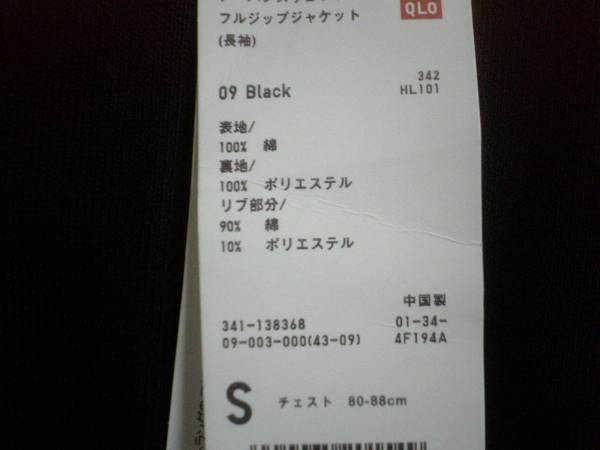 QLO
フルジップジャケット
(長袖)
342
09 Black
HL101
表地/
100% 綿
裏地/
100% ポリエステル
リブ部分/
90% 綿
10% ポリエステル
中国製
341-138368 01-34-
09-003-000(43-09) 4F194A
S チェスト 80-88cm